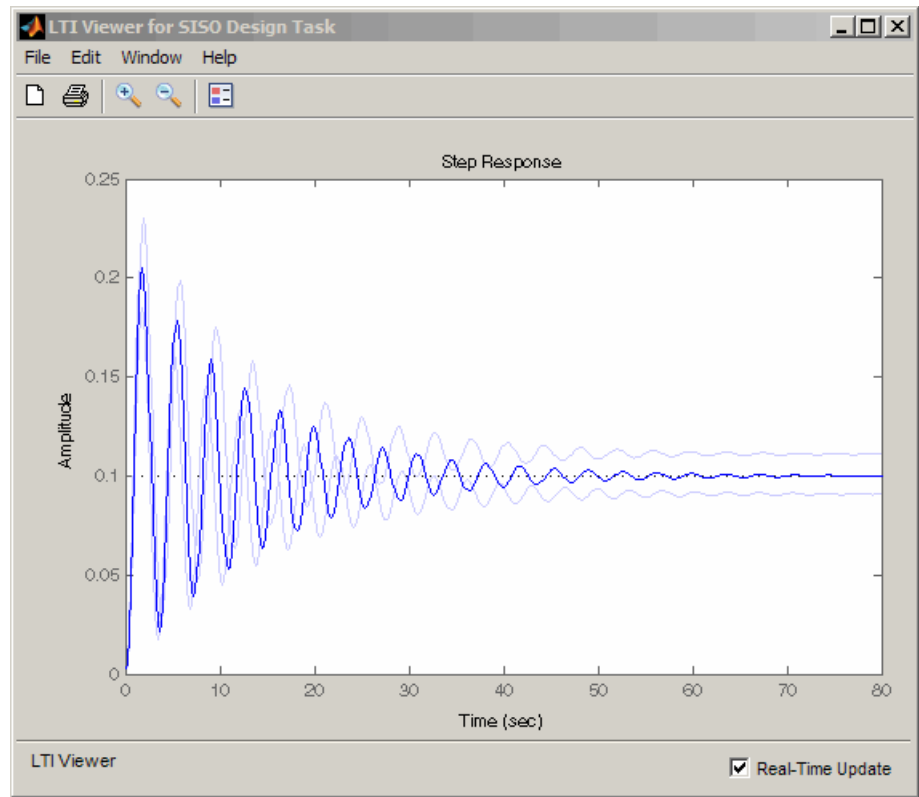 LTI Viewer for SISO Design Task
File Edit Window Help
Step Response
0.25
0.2
0.15
0.1
0.05
0
Amplitude
0 10 20 30 40 50 60 70 80
Time (sec)
LTI Viewer
Real-Time Update